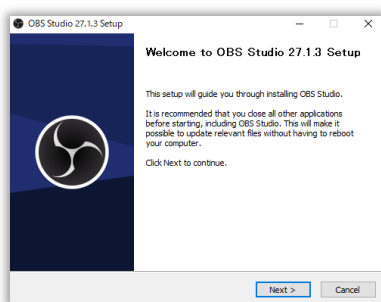 OBS Studio 27.1.3 Setup
Welcome to OBS Studio 27.1.3 Setup
This setup will guide you through installing OBS Studio.
It is recommended that you close all other applications
before starting, including OBS Studio. This will make it
possible to update relevant files without having to reboot
your computer.
Click Next to continue.
Next >
Cancel